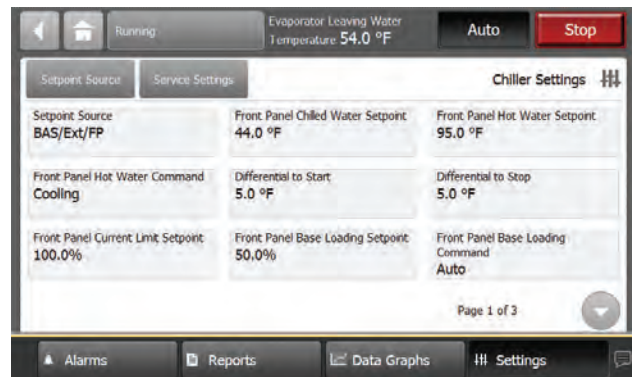 Running
Evaporator Leaving Water
Temperature 54.0 °F
Auto
Stop
Setpoint Source
Service Settings
Chiller Settings
Setpoint Source
BAS/Ext/FP
Front Panel Chilled Water Setpoint
44.0 °F
Front Panel Hot Water Setpoint
95.0 °F
Front Panel Hot Water Command
Cooling
Differential to Start
5.0 °F
Differential to Stop
5.0 °F
Front Panel Current Limit Setpoint
100.0%
Front Panel Base Loading Setpoint
50.0%
Front Panel Base Loading
Command
Auto
Page 1 of 3
Alarms
Reports
Data Graphs
Settings